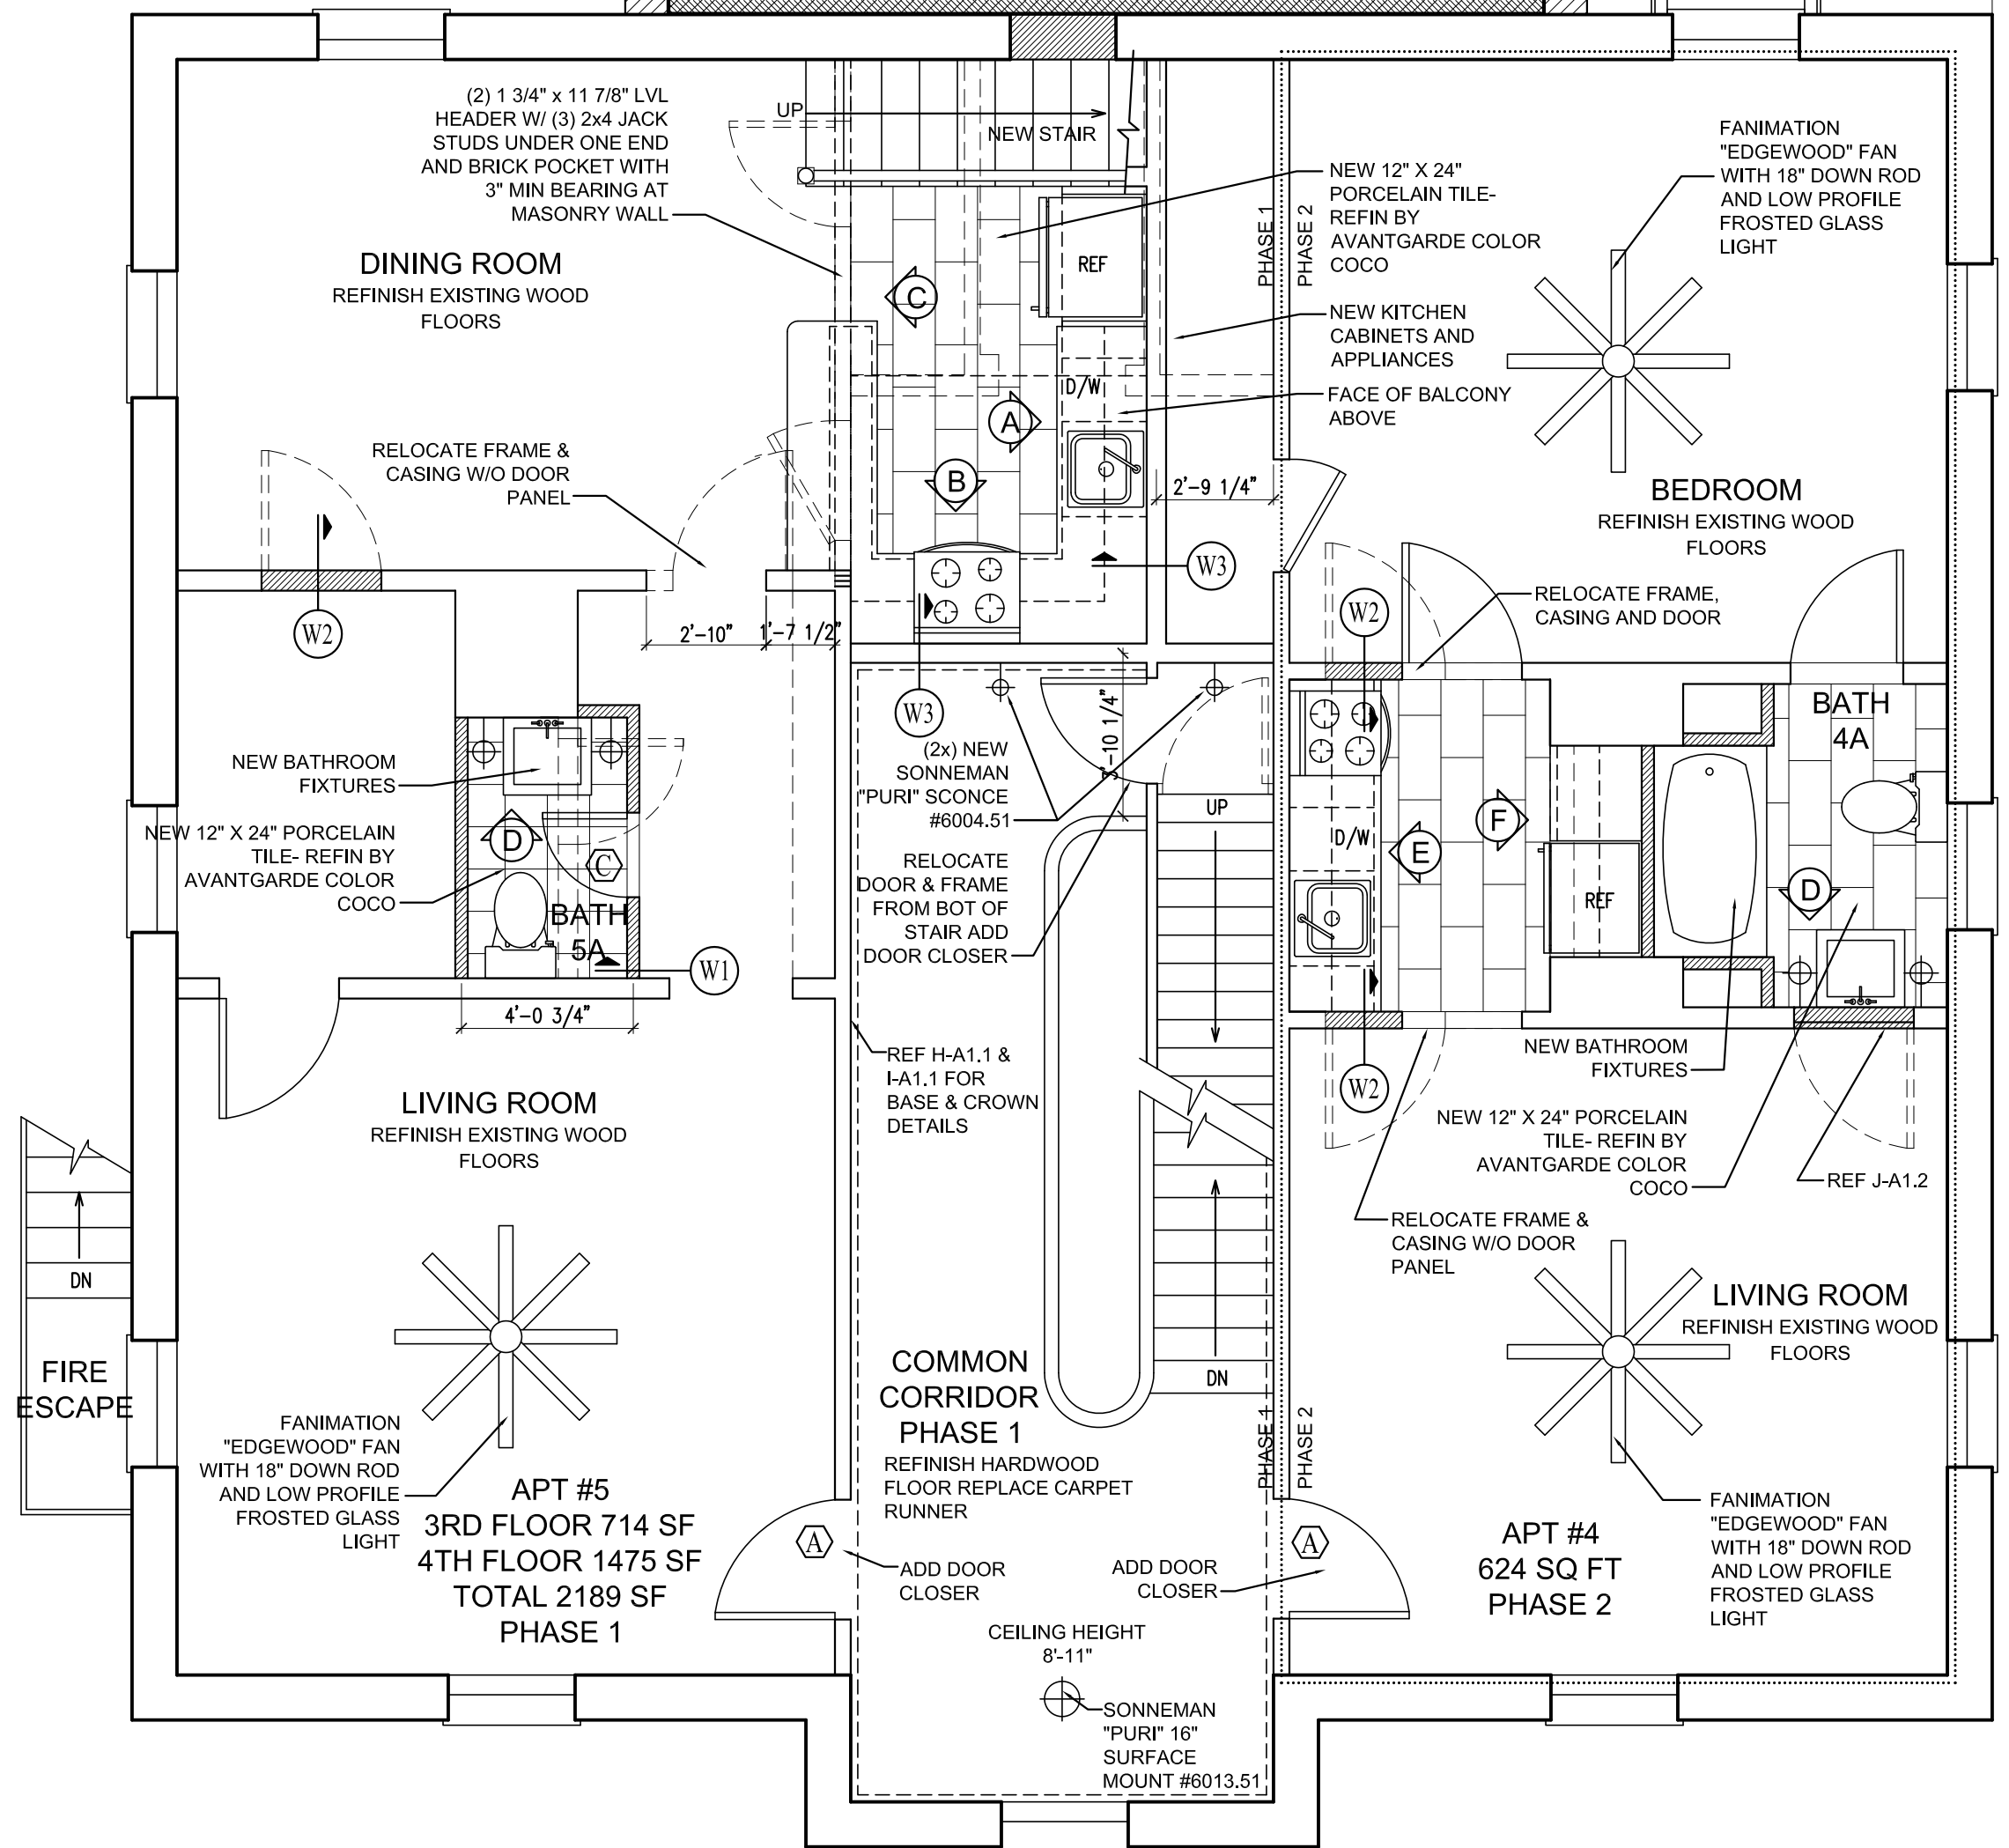 (2) 1 3/4" x 11 7/8" LVL
HEADER W/ (3) 2x4 JACK
STUDS UNDER ONE END
AND BRICK POCKET WITH
3" MIN BEARING AT
MASONRY WALL
UP
NEW STAIR
DINING ROOM
REFINISH EXISTING WOOD
FLOORS
REF
C
A
B
D/W
NEW 12" X 24"
PORCELAIN TILE-
REFIN BY
AVANTGARDE COLOR
COCO
NEW KITCHEN
CABINETS AND
APPLIANCES
FACE OF BALCONY
ABOVE
PHASE 1
PHASE 2
FANIMATION
"EDGEWOOD" FAN
WITH 18" DOWN ROD
AND LOW PROFILE
FROSTED GLASS
LIGHT
BEDROOM
REFINISH EXISTING WOOD
FLOORS
RELOCATE FRAME &
CASING W/O DOOR
PANEL
2'-9 1/4"
W3
W2
2'-10"
1'-7 1/2"
W3
W2
RELOCATE FRAME,
CASING AND DOOR
NEW BATHROOM
FIXTURES
NEW 12" X 24" PORCELAIN
TILE- REFIN BY
AVANTGARDE COLOR
COCO
D
C
BATH
5A
W1
4'-0 3/4"
(2x) NEW
SONNEMAN
"PURI" SCONCE
#6004.51
-10 1/4"
RELOCATE
DOOR & FRAME
FROM BOT OF
STAIR ADD
DOOR CLOSER
UP
D/W
E
F
REF
BATH
4A
D
REF H-A1.1 &
I-A1.1 FOR
BASE & CROWN
DETAILS
W2
NEW BATHROOM
FIXTURES
NEW 12" X 24" PORCELAIN
TILE- REFIN BY
AVANTGARDE COLOR
COCO
REF J-A1.2
RELOCATE FRAME &
CASING W/O DOOR
PANEL
LIVING ROOM
REFINISH EXISTING WOOD
FLOORS
DN
FIRE
ESCAPE
FANIMATION
"EDGEWOOD" FAN
WITH 18" DOWN ROD
AND LOW PROFILE
FROSTED GLASS
LIGHT
APT #5
3RD FLOOR 714 SF
4TH FLOOR 1475 SF
TOTAL 2189 SF
PHASE 1
COMMON
CORRIDOR
PHASE 1
REFINISH HARDWOOD
FLOOR REPLACE CARPET
RUNNER
DN
PHASE 1
PHASE 2
LIVING ROOM
REFINISH EXISTING WOOD
FLOORS
A
ADD DOOR
CLOSER
ADD DOOR
CLOSER
A
APT #4
624 SQ FT
PHASE 2
FANIMATION
"EDGEWOOD" FAN
WITH 18" DOWN ROD
AND LOW PROFILE
FROSTED GLASS
LIGHT
CEILING HEIGHT
8'-11"
SONNEMAN
"PURI" 16"
SURFACE
MOUNT #6013.51